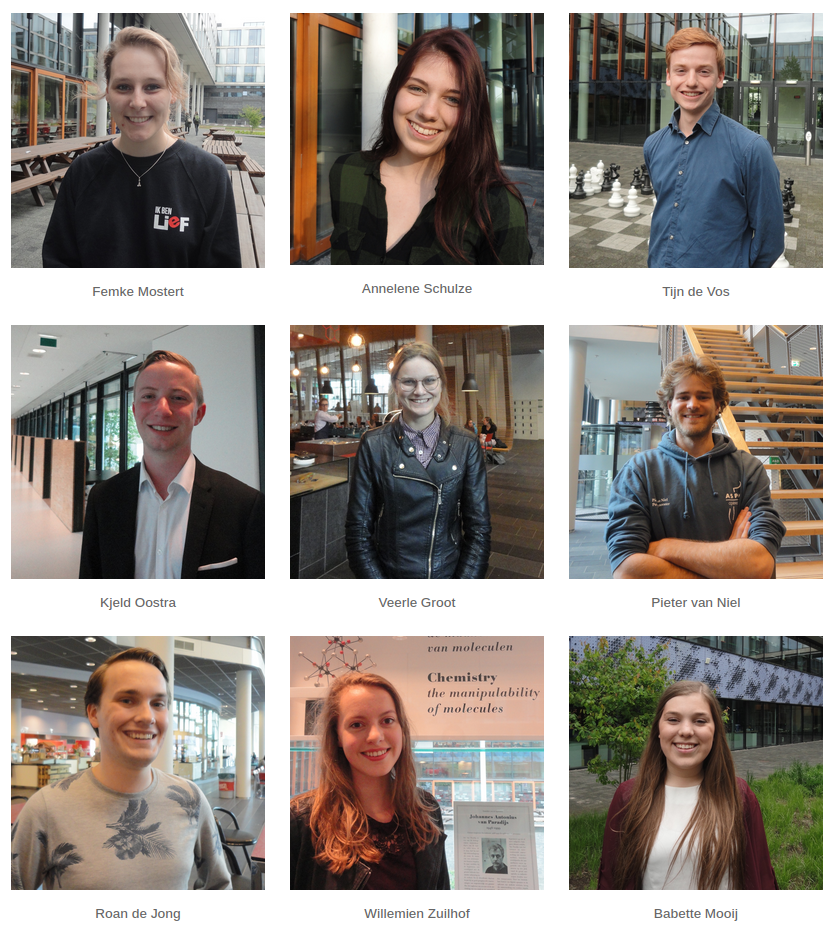 IK BEN
LieF
Femke Mostert
Annelene Schulze
Tijn de Vos
Kjeld Oostra
Veerle Groot
Pieter van Niel
van moleculen
Chemistry
the manipulability
of molecules
Johannes Antonius
van Paradijs
Roan de Jong
Willemien Zuilhof
Babette Mooij